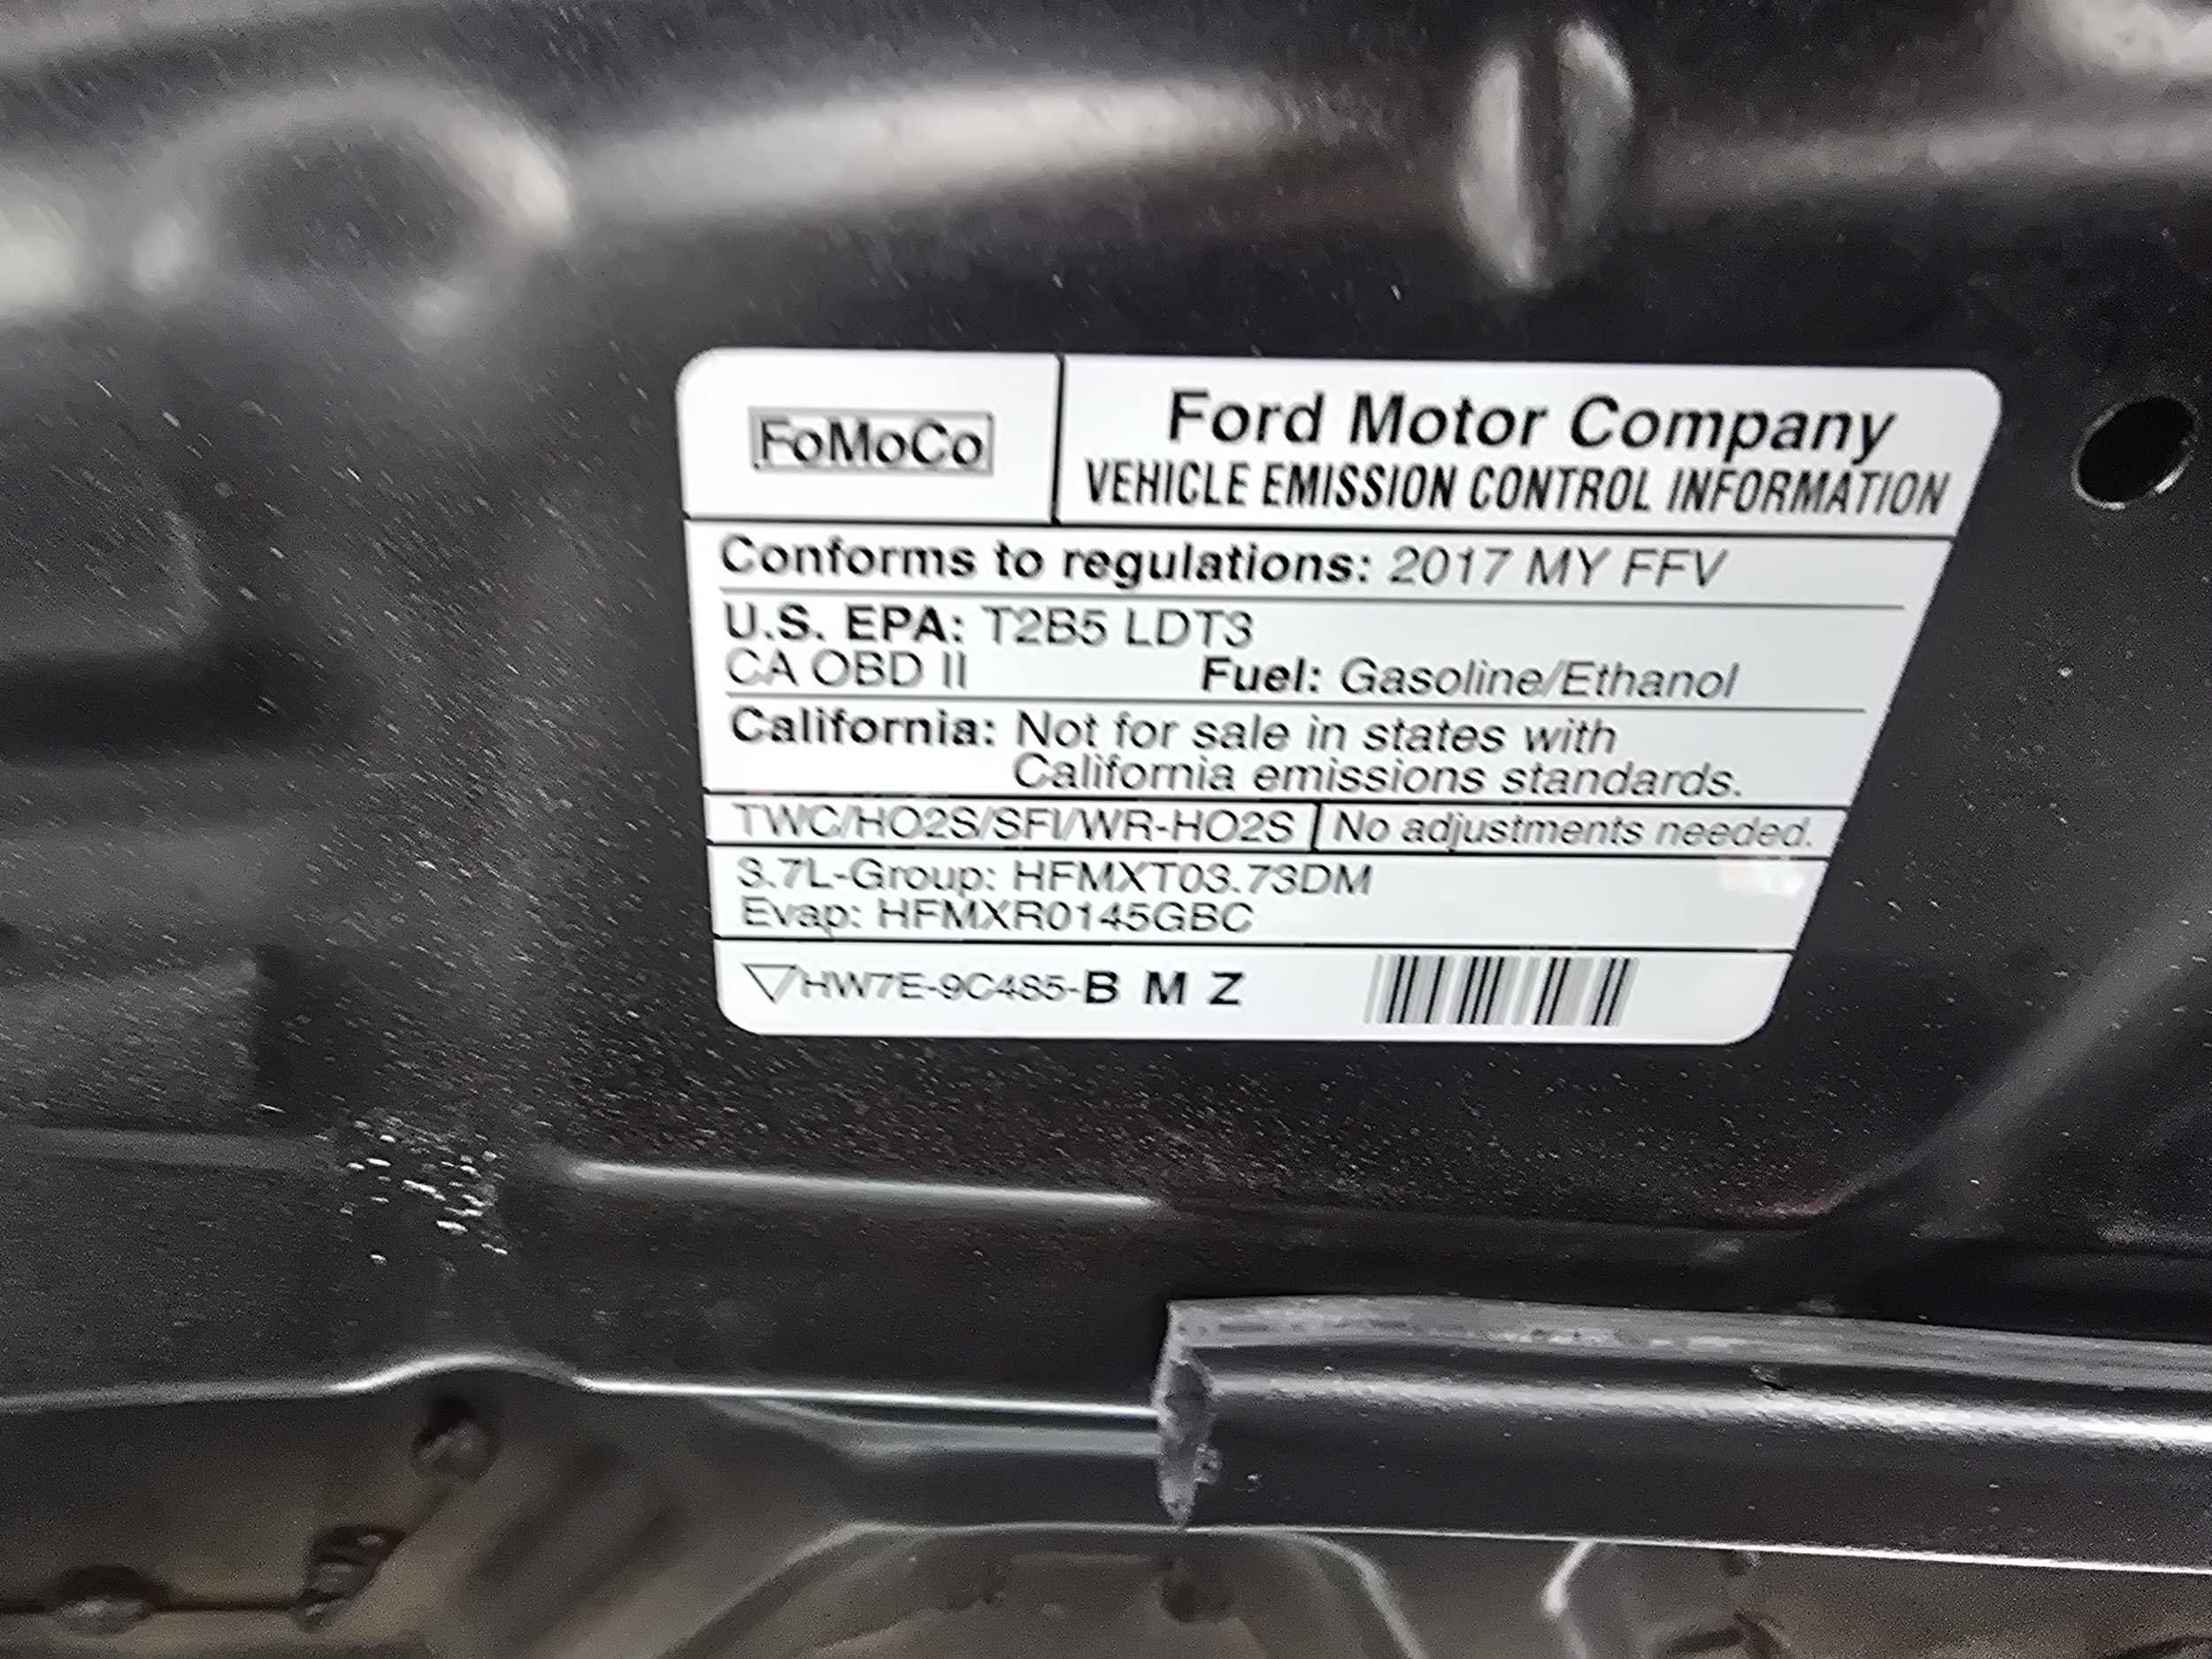 FoMoCo
Ford Motor Company
VEHICLE EMISSION CONTROL INFORMATION
Conforms to regulations: 2017 MY FFV
U.S. EPA: T2B5 LDT3
CA OBD II Fuel: Gasoline/Ethanol
California: Not for sale in states with
California emissions standards.
TWC/HO2S/SFI/WR-HO2S No adjustments needed.
3.7L-Group: HFMXT03.73DM
Evap: HFMXR0145GBC
HW7E-9C485-B M Z